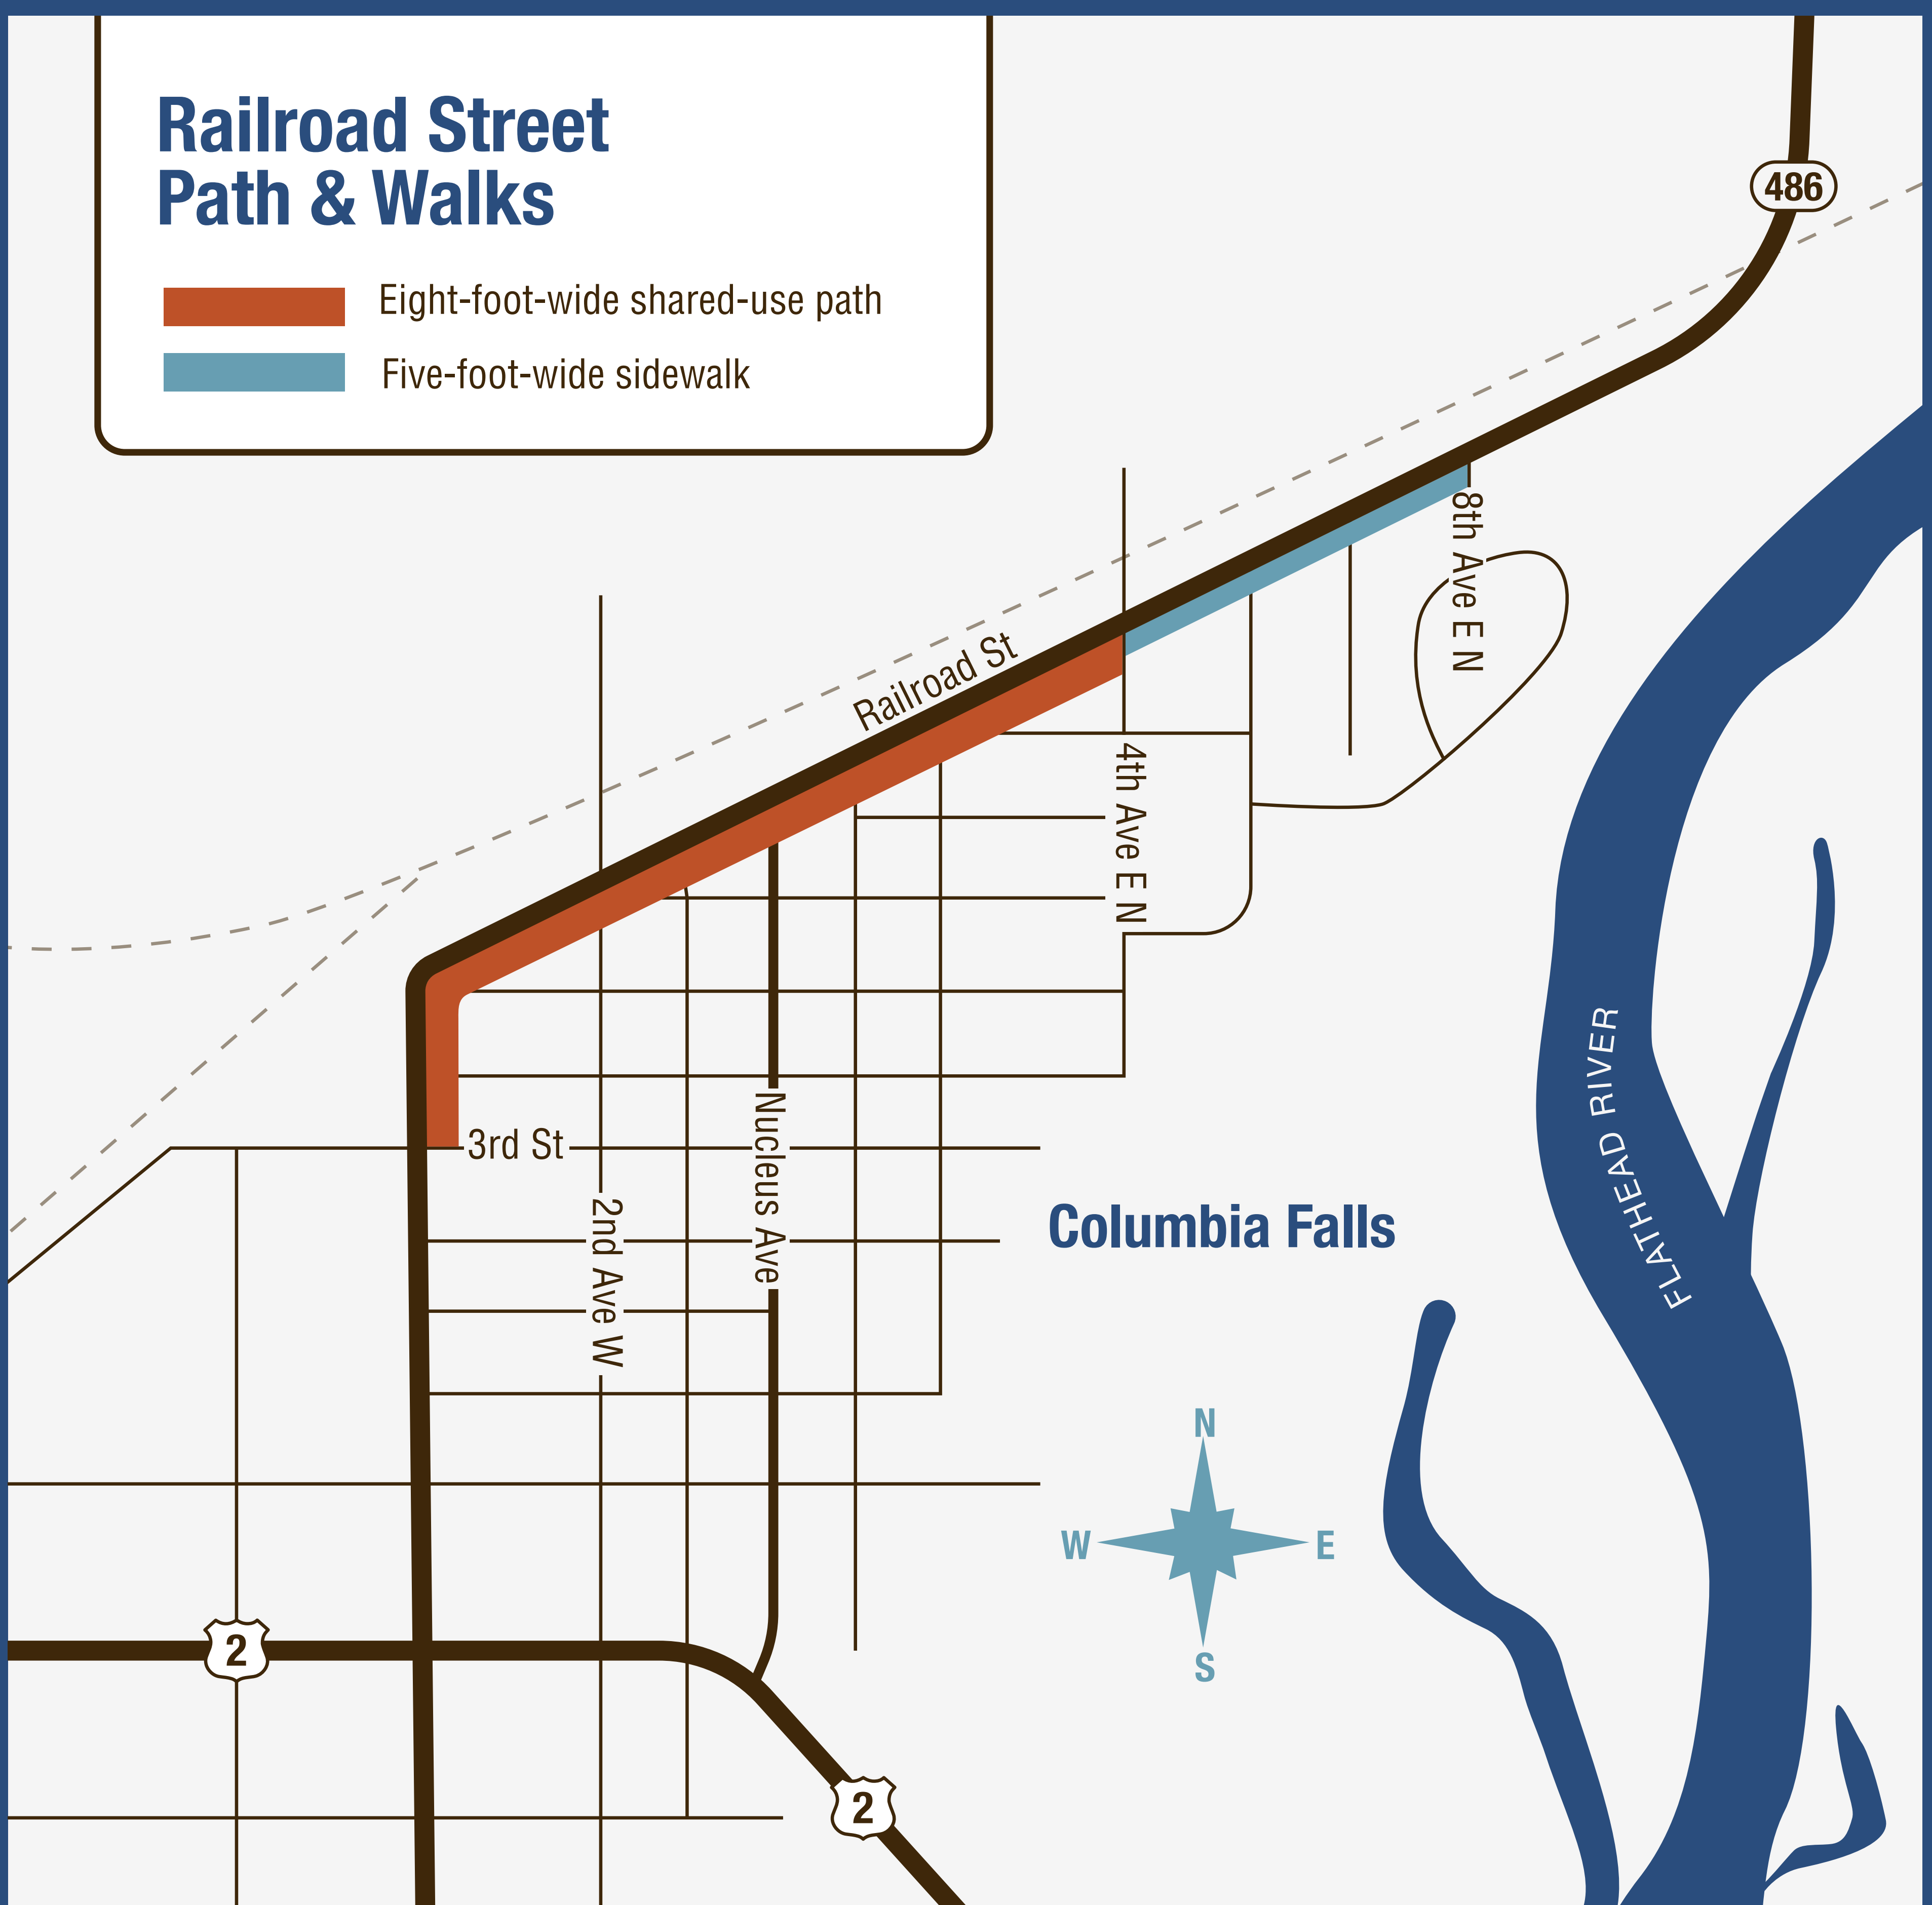 Railroad Street
Path & Walks
Eight-foot-wide shared-use path
Five-foot-wide sidewalk
486
8th Ave E N
Railroad St
4th Ave E N
FLATHEAD RIVER
Nucleus Ave
3rd St
2nd Ave W
Columbia Falls
N
W
E
S
2
2